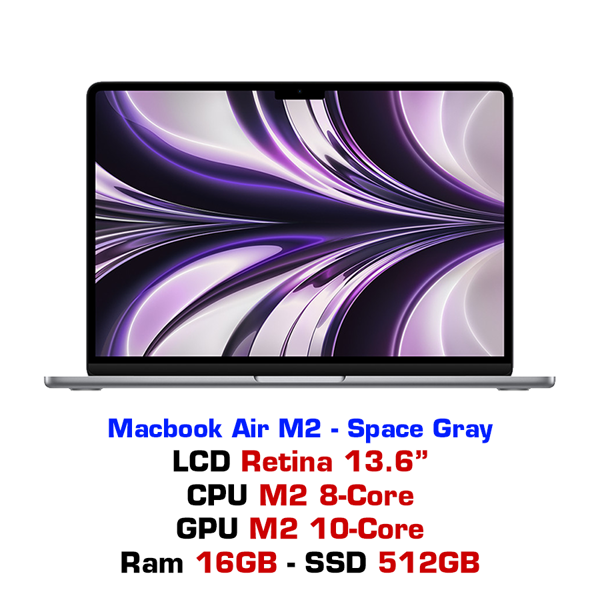 Macbook Air M2 - Space Gray
LCD Retina 13.6”
CPU M2 8-Core
GPU M2 10-Core
Ram 16GB - SSD 512GB